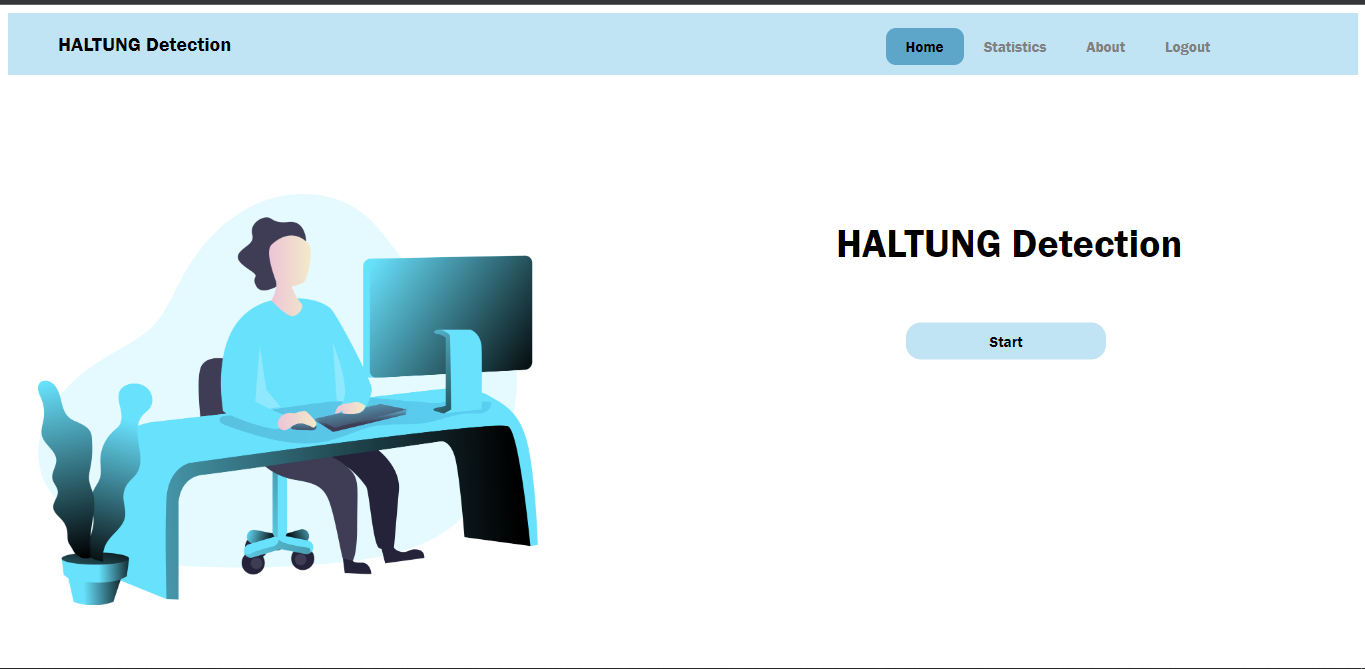 HALTUNG Detection
Home Statistics About Logout
HALTUNG Detection
Start